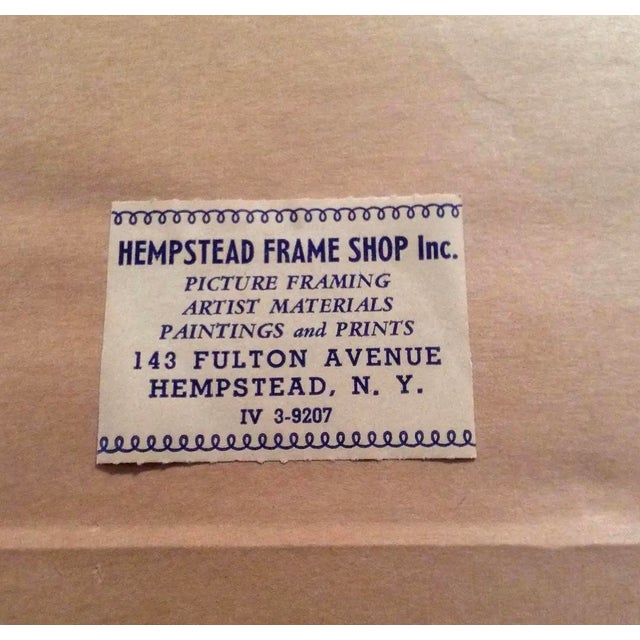 HEMPSTEAD FRAME SHOP Inc.
PICTURE FRAMING
ARTIST MATERIALS
PAINTINGS and PRINTS
143 FULTON AVENUE
HEMPSTEAD, N. Y.
IV 3-9207